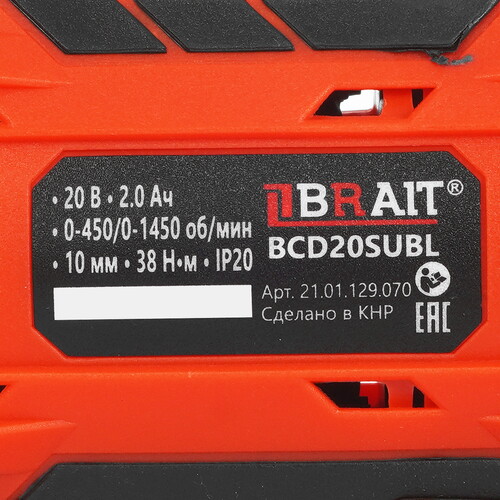 • 20 В • 2.0 Ач
• 0-450/0-1450 об/мин
• 10 мм • 38 Н•м • IP20
BRAIT®
BCD20SUBL
Арт. 21.01.129.070
Сделано в КНР
EAC